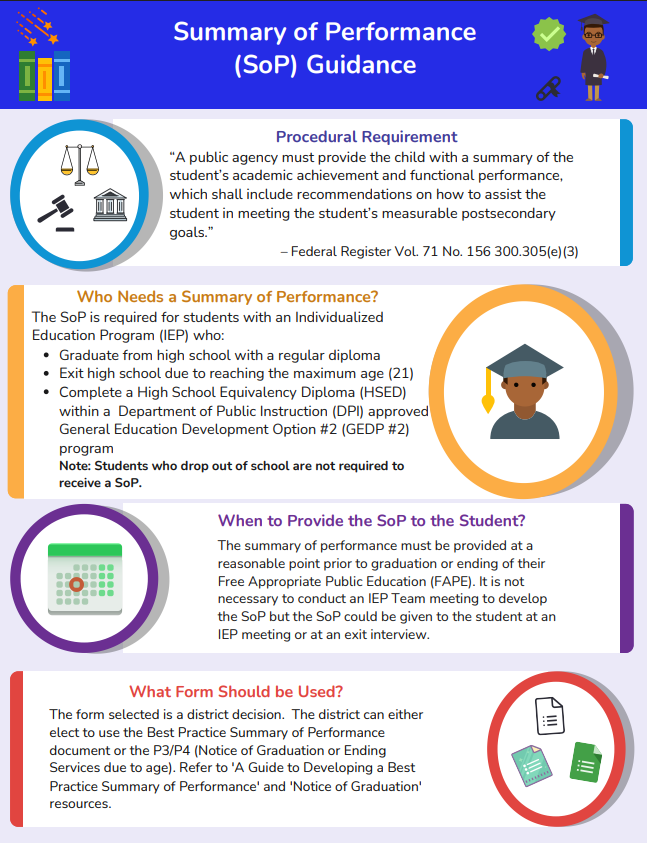 Summary of Performance
(SoP) Guidance
Procedural Requirement
“A public agency must provide the child with a summary of the
student’s academic achievement and functional performance,
which shall include recommendations on how to assist the
student in meeting the student’s measurable postsecondary
goals.”
– Federal Register Vol. 71 No. 156 300.305(e)(3)
Who Needs a Summary of Performance?
The SoP is required for students with an Individualized
Education Program (IEP) who:
• Graduate from high school with a regular diploma
• Exit high school due to reaching the maximum age (21)
• Complete a High School Equivalency Diploma (HSED)
within a Department of Public Instruction (DPI) approved
General Education Development Option #2 (GEDP #2)
program
Note: Students who drop out of school are not required to
receive a SoP.
When to Provide the SoP to the Student?
The summary of performance must be provided at a
reasonable point prior to graduation or ending of their
Free Appropriate Public Education (FAPE). It is not
necessary to conduct an IEP Team meeting to develop
the SoP but the SoP could be given to the student at an
IEP meeting or at an exit interview.
What Form Should be Used?
The form selected is a district decision. The district can either
elect to use the Best Practice Summary of Performance
document or the P3/P4 (Notice of Graduation or Ending
Services due to age). Refer to 'A Guide to Developing a Best
Practice Summary of Performance' and 'Notice of Graduation'
resources.